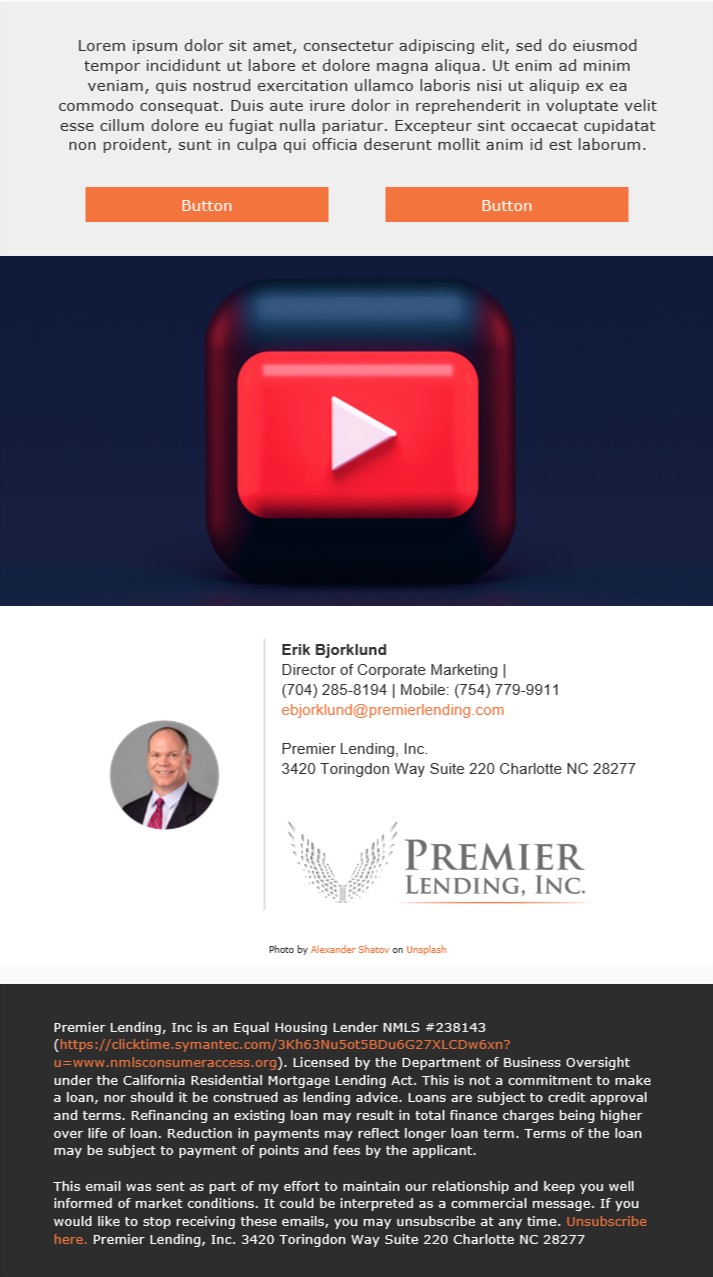 Lorem ipsum dolor sit amet, consectetur adipiscing elit, sed do eiusmod
tempor incididunt ut labore et dolore magna aliqua. Ut enim ad minim
veniam, quis nostrud exercitation ullamco laboris nisi ut aliquip ex ea
commodo consequat. Duis aute irure dolor in reprehenderit in voluptate velit
esse cillum dolore eu fugiat nulla pariatur. Excepteur sint occaecat cupidatat
non proident, sunt in culpa qui officia deserunt mollit anim id est laborum.
Button
Button
Erik Bjorklund
Director of Corporate Marketing |
(704) 285-8194 | Mobile: (754) 779-9911
ebjorklund@premierlending.com
Premier Lending, Inc.
3420 Toringdon Way Suite 220 Charlotte NC 28277
PREMIER
LENDING, INC.
Photo by Alexander Shatov on Unsplash
Premier Lending, Inc is an Equal Housing Lender NMLS #238143
(https://clicktime.symantec.com/3Kh63Nu5ot5BDu6G27XLCDw6xn?
u=www.nmlsconsumeraccess.org). Licensed by the Department of Business Oversight
under the California Residential Mortgage Lending Act. This is not a commitment to make
a loan, nor should it be construed as lending advice. Loans are subject to credit approval
and terms. Refinancing an existing loan may result in total finance charges being higher
over life of loan. Reduction in payments may reflect longer loan term. Terms of the loan
may be subject to payment of points and fees by the applicant.
This email was sent as part of my effort to maintain our relationship and keep you well
informed of market conditions. It could be interpreted as a commercial message. If you
would like to stop receiving these emails, you may unsubscribe at any time. Unsubscribe
here. Premier Lending, Inc. 3420 Toringdon Way Suite 220 Charlotte NC 28277